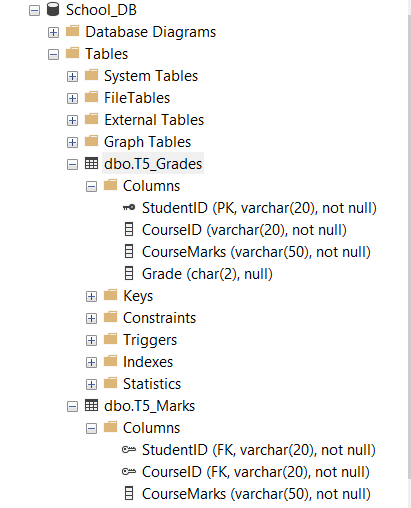 School_DB
Database Diagrams
Tables
System Tables
FileTables
External Tables
Graph Tables
dbo.T5_Grades
Columns
StudentID (PK, varchar(20), not null)
CourseID (varchar(20), not null)
CourseMarks (varchar(50), not null)
Grade (char(2), null)
Keys
Constraints
Triggers
Indexes
Statistics
dbo.T5_Marks
Columns
StudentID (FK, varchar(20), not null)
CourseID (FK, varchar(20), not null)
CourseMarks (varchar(50), not null)